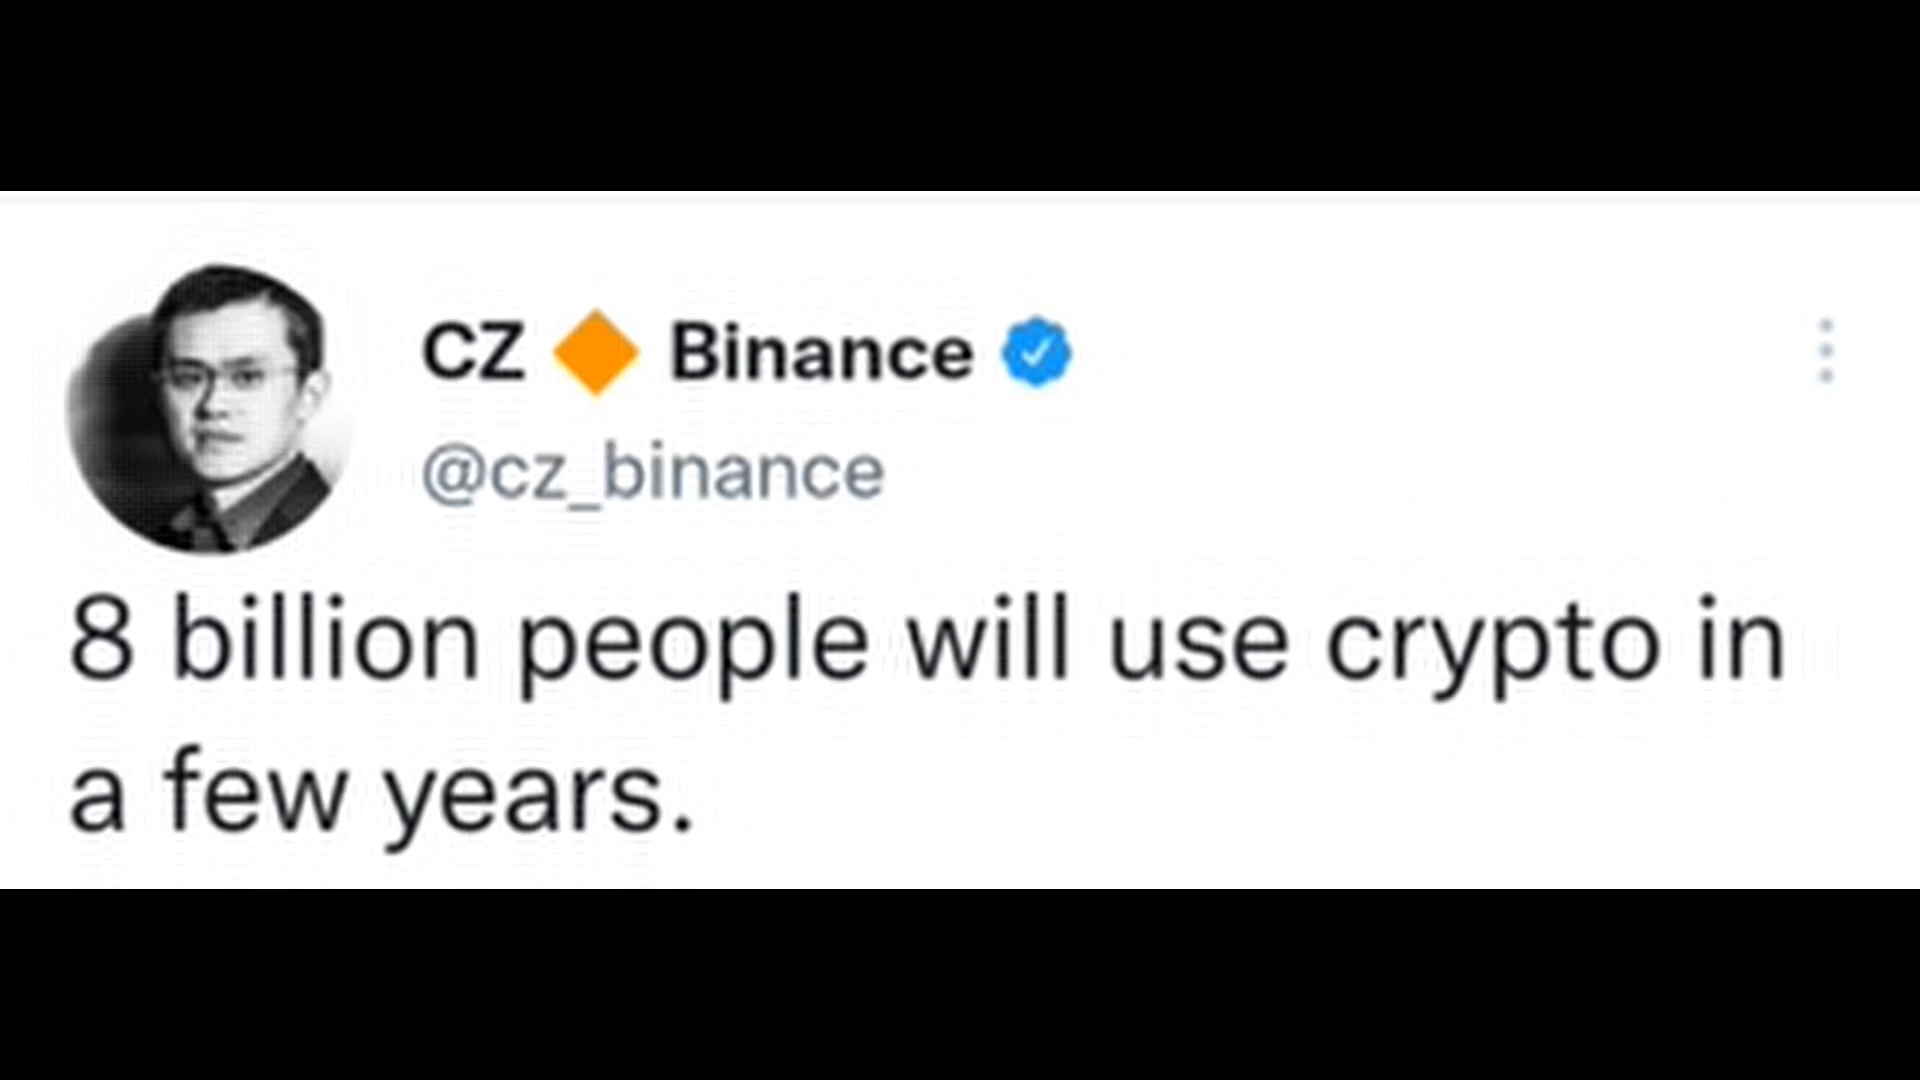 CZ 🔶 Binance
@cz_binance
8 billion people will use crypto in
a few years.